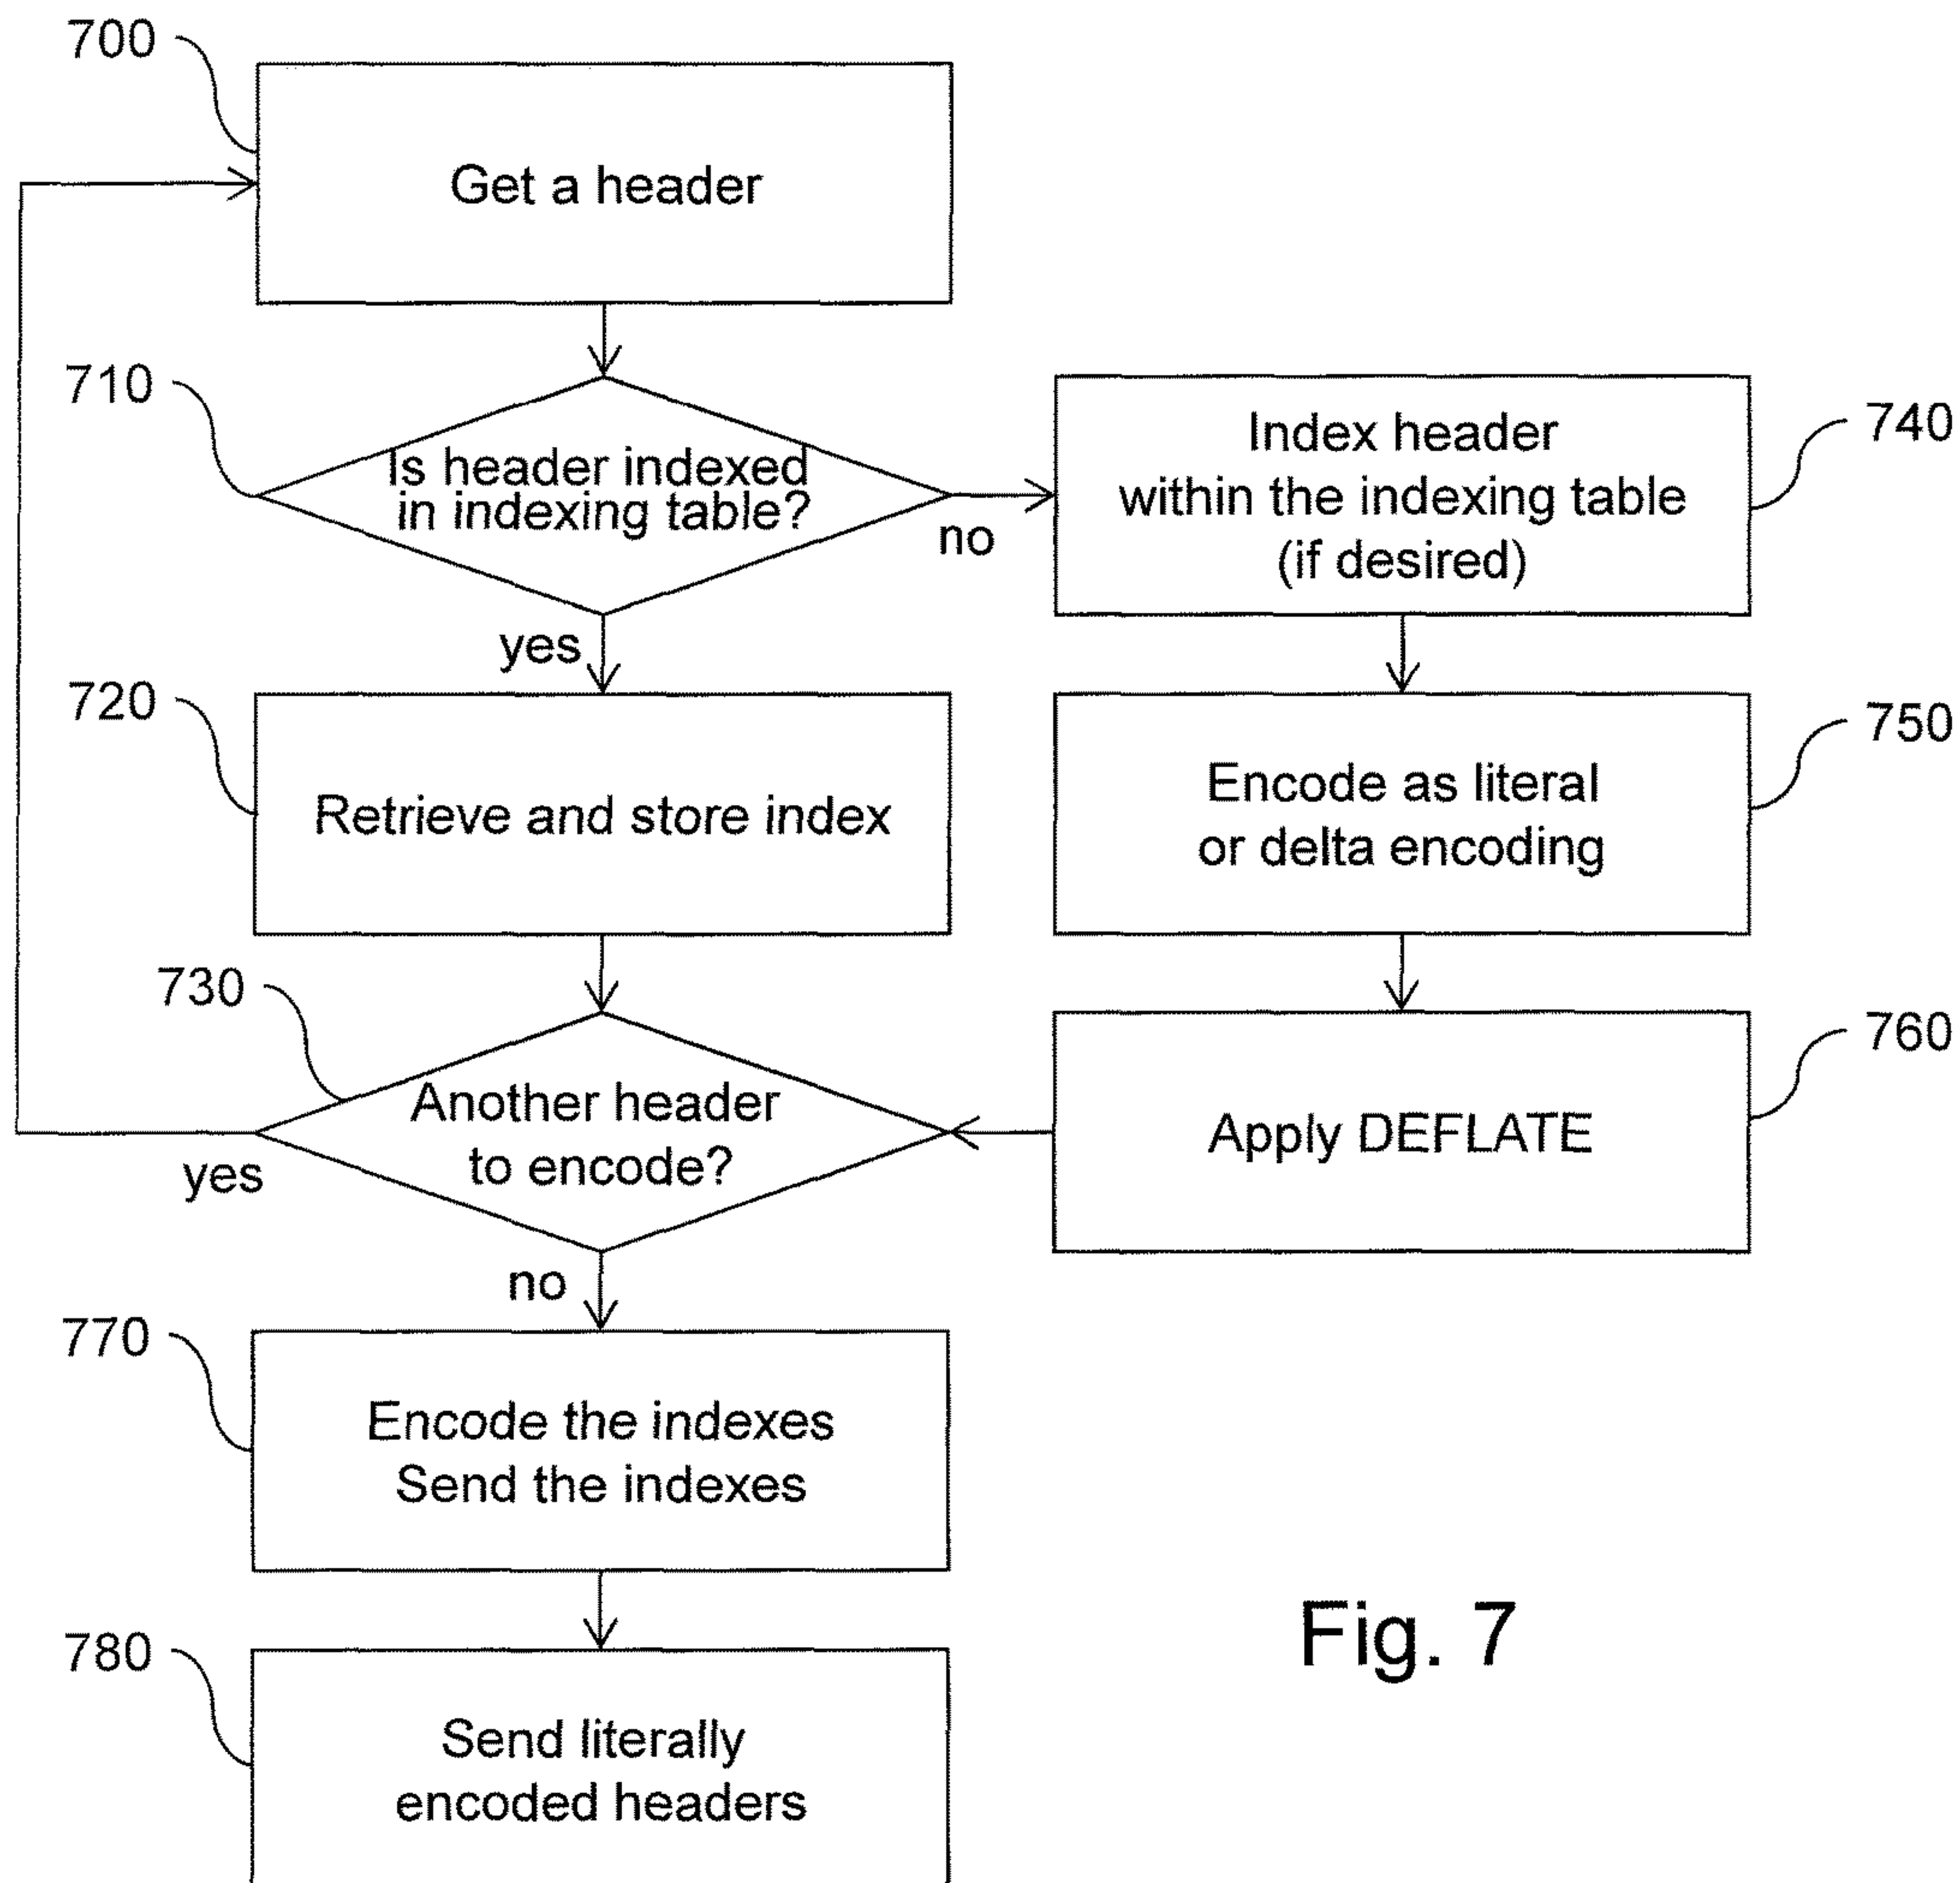 700
Get a header
710
Is header indexed
in indexing table?
no
yes
740
Index header
within the indexing table
(if desired)
720
Retrieve and store index
750
Encode as literal
or delta encoding
730
Another header
to encode?
yes
no
760
Apply DEFLATE
770
Encode the indexes
Send the indexes
780
Send literally
encoded headers
Fig. 7